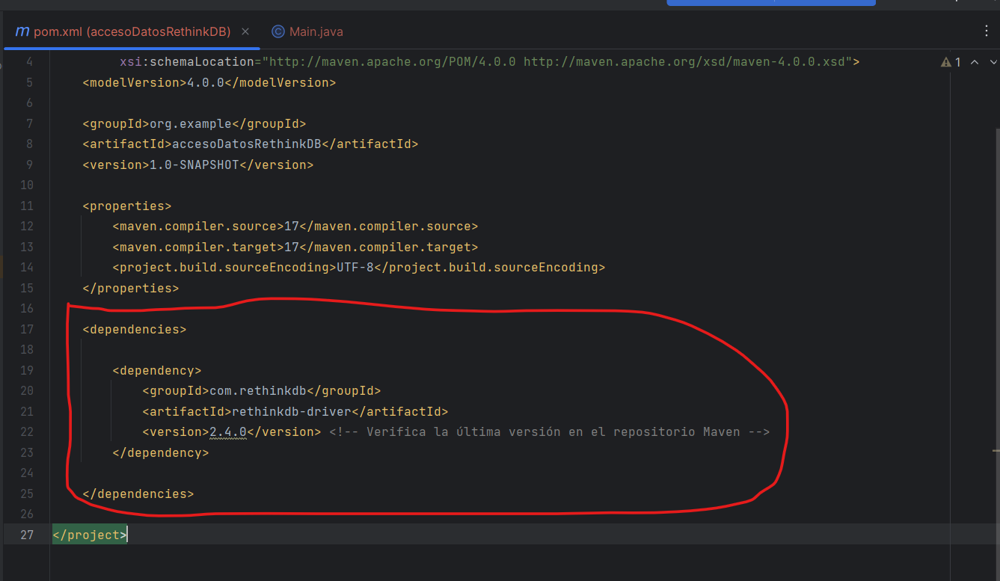 m pom.xml (accesoDatosRethinkDB) × © Main.java
4 xsi:schemaLocation="http://maven.apache.org/POM/4.0.0 http://maven.apache.org/xsd/maven-4.0.0.xsd"> 1
5 <modelVersion>4.0.0</modelVersion>
6
7 <groupId>org.example</groupId>
8 <artifactId>accesoDatosRethinkDB</artifactId>
9 <version>1.0-SNAPSHOT</version>
10
11 <properties>
12 <maven.compiler.source>17</maven.compiler.source>
13 <maven.compiler.target>17</maven.compiler.target>
14 <project.build.sourceEncoding>UTF-8</project.build.sourceEncoding>
15 </properties>
16
17 <dependencies>
18
19 <dependency>
20 <groupId>com.rethinkdb</groupId>
21 <artifactId>rethinkdb-driver</artifactId>
22 <version>2.4.0</version> <!-- Verifica la última versión en el repositorio Maven -->
23 </dependency>
24
25 </dependencies>
26
27 </project>